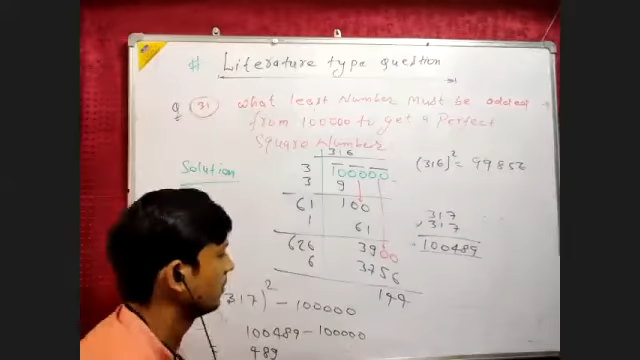 # Literature type question
Q 31 what least Number must be added
from 100000 to get a Perfect
Square Number
Solution
316
3 100000
3 9
61 100
1 61
626 3900
6 3756
144
(316)² = 99856
317
× 317
100489
317)² - 100000
100489 - 100000
489